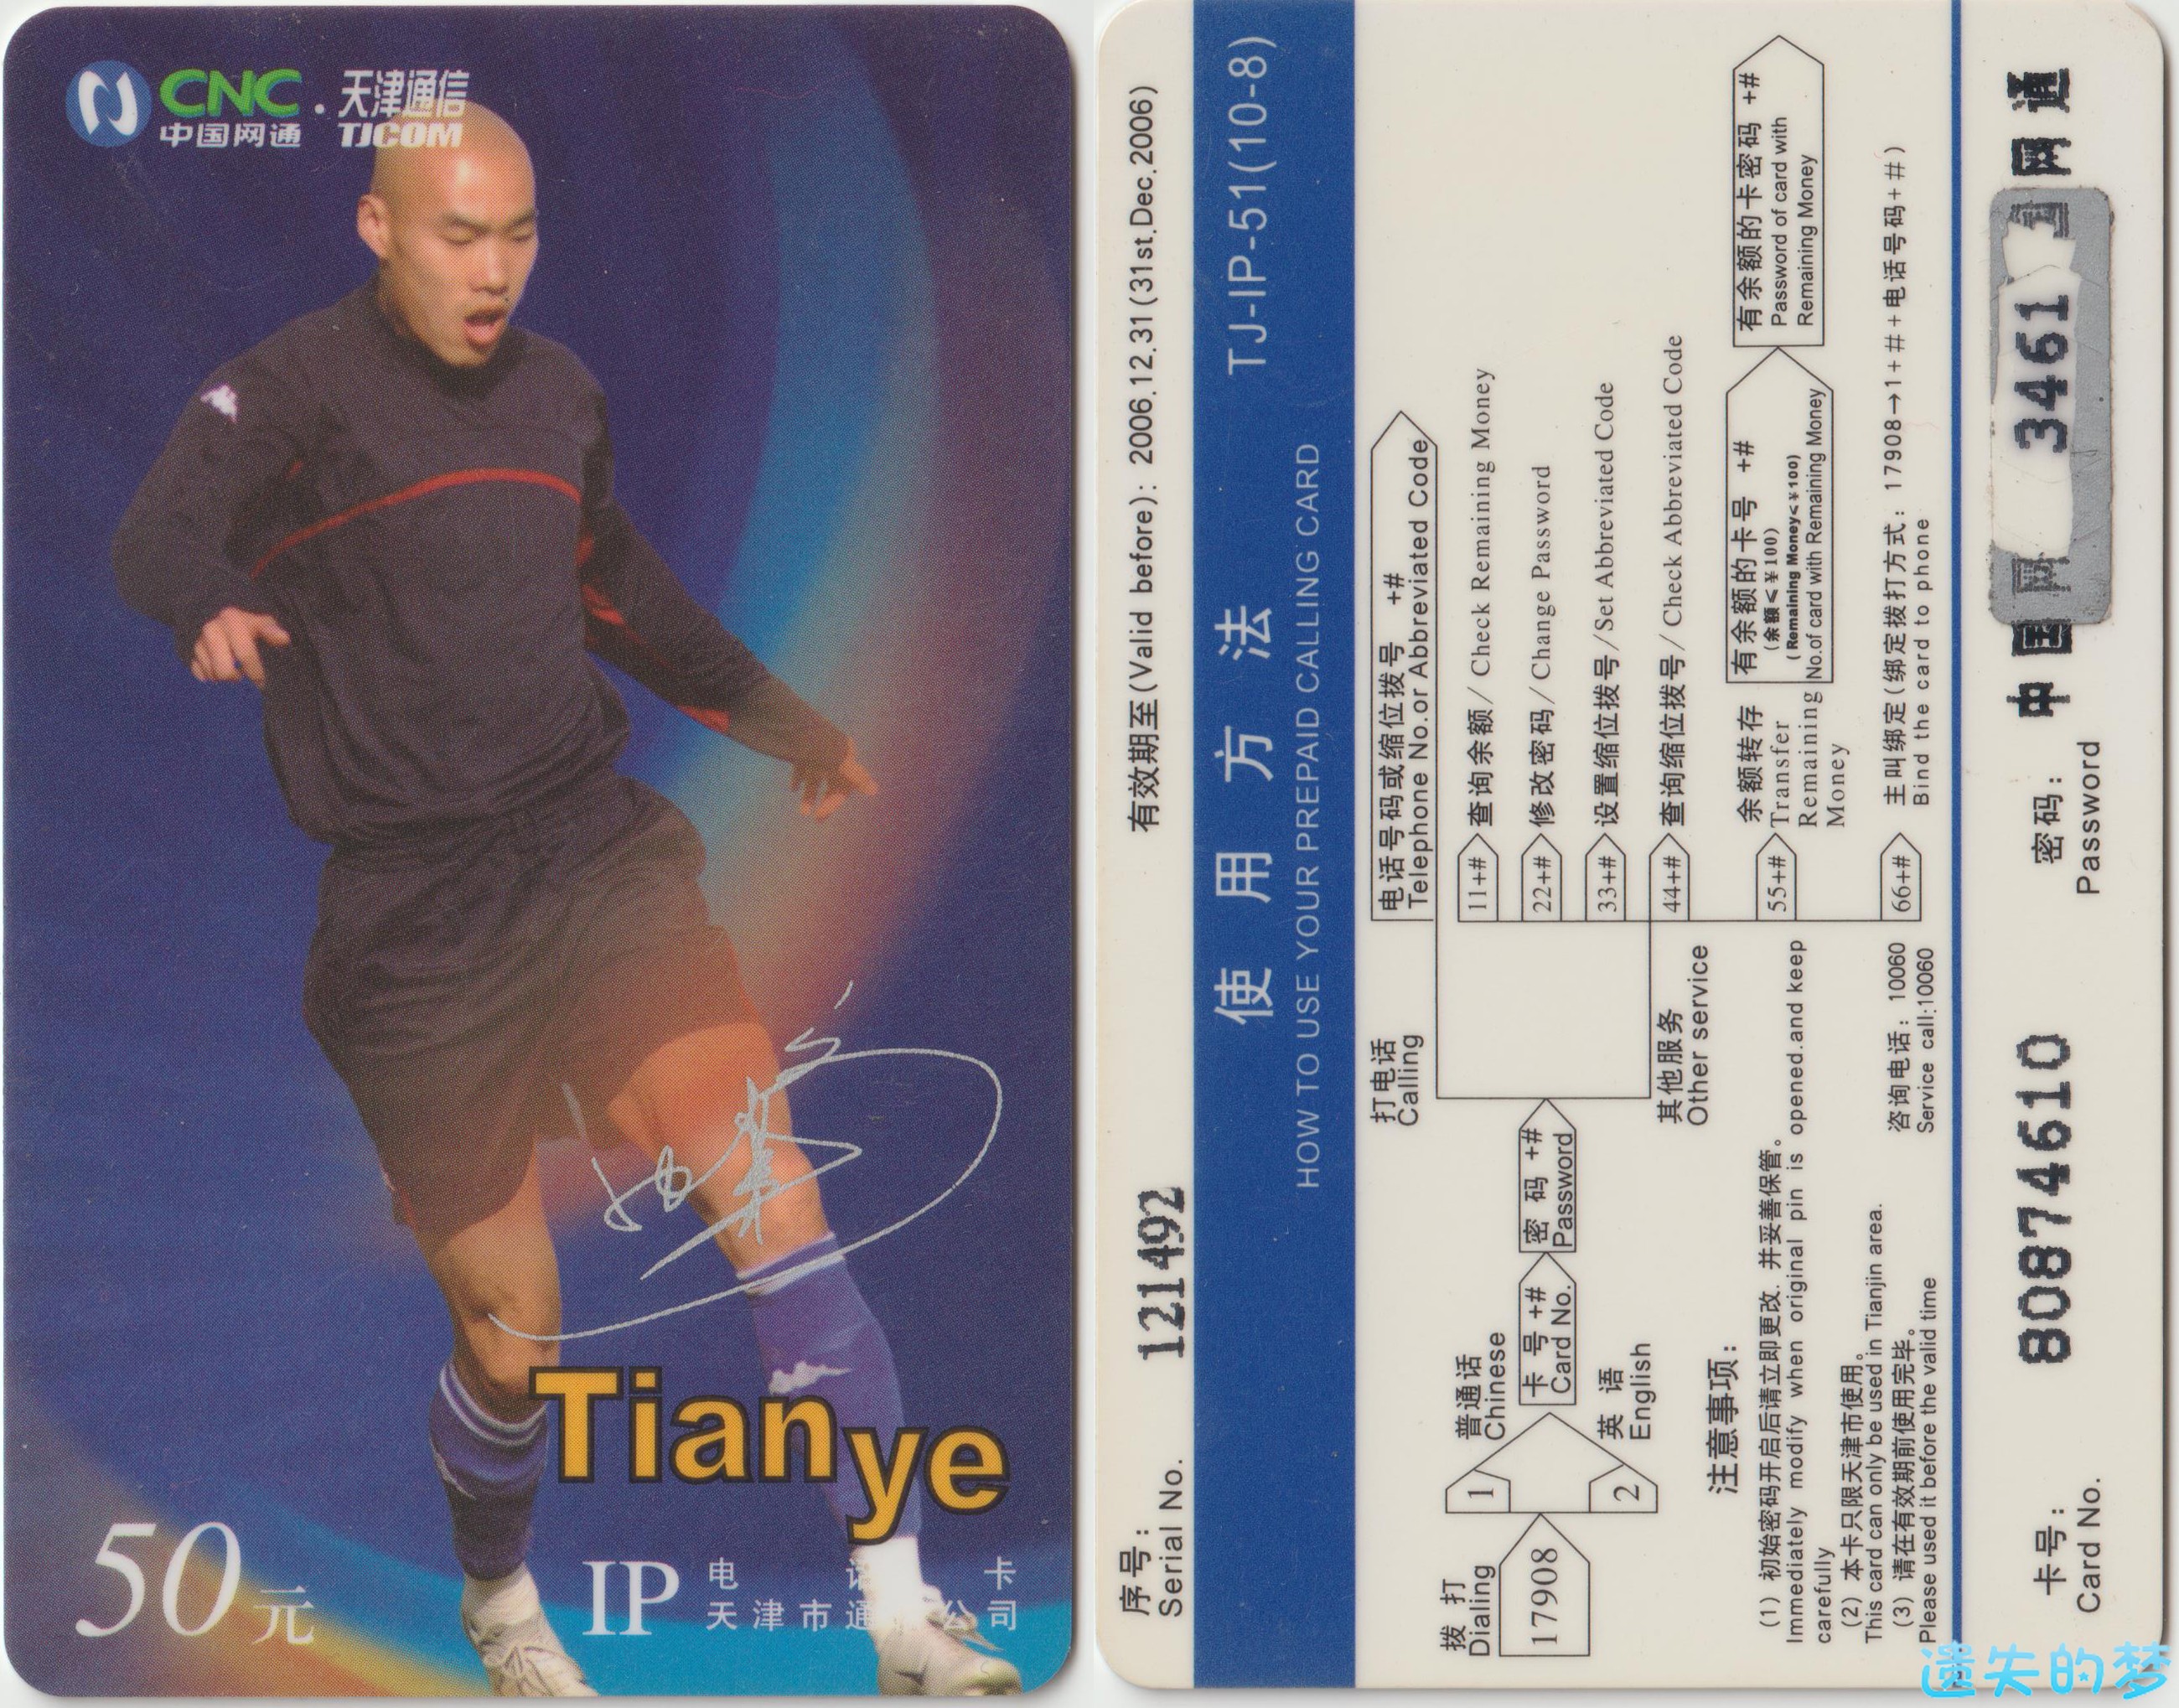 CNC
中国网通
·
天津通信
TJCOM
Tianye
50元
IP 电话卡
天津市通 公司
序号： 121492
Serial No.
有效期至(Valid before): 2006.12.31(31st.Dec.2006)
使用方法 TJ-IP-51(10-8)
HOW TO USE YOUR PREPAID CALLING CARD
拨打
Dialing
17908
1
普通话
Chinese
2
英语
English
卡号+#
Card No.
密码+#
Password
打电话
Calling
电话号码或缩位拨号 +#
Telephone No.or Abbreviated Code
其他服务
Other service
11+# 查询余额/ Check Remaining Money
22+# 修改密码/Change Password
33+# 设置缩位拨号/Set Abbreviated Code
44+# 查询缩位拨号/ Check Abbreviated Code
55+# 余额转存
Transfer
Remaining
Money
有余额的卡号 +#
(余额≤¥100)
(Remaining Money≤¥100)
No.of card with Remaining Money
有余额的卡密码 +#
Password of card with
Remaining Money
66+# 主叫绑定(绑定拨打方式：17908→1+#+电话号码+#)
Bind the card to phone
注意事项：
(1) 初始密码开启后请立即更改. 并妥善保管。
Immediately modify when original pin is opened.and keep
carefully
(2) 本卡只限天津市使用。
This card can only be used in Tianjin area.
(3) 请在有效期前使用完毕。
Please used it before the valid time
咨询电话：10060
Service call:10060
卡号： 80874610
Card No.
密码：
Password
中国网 3461 国网通
迷失的梦